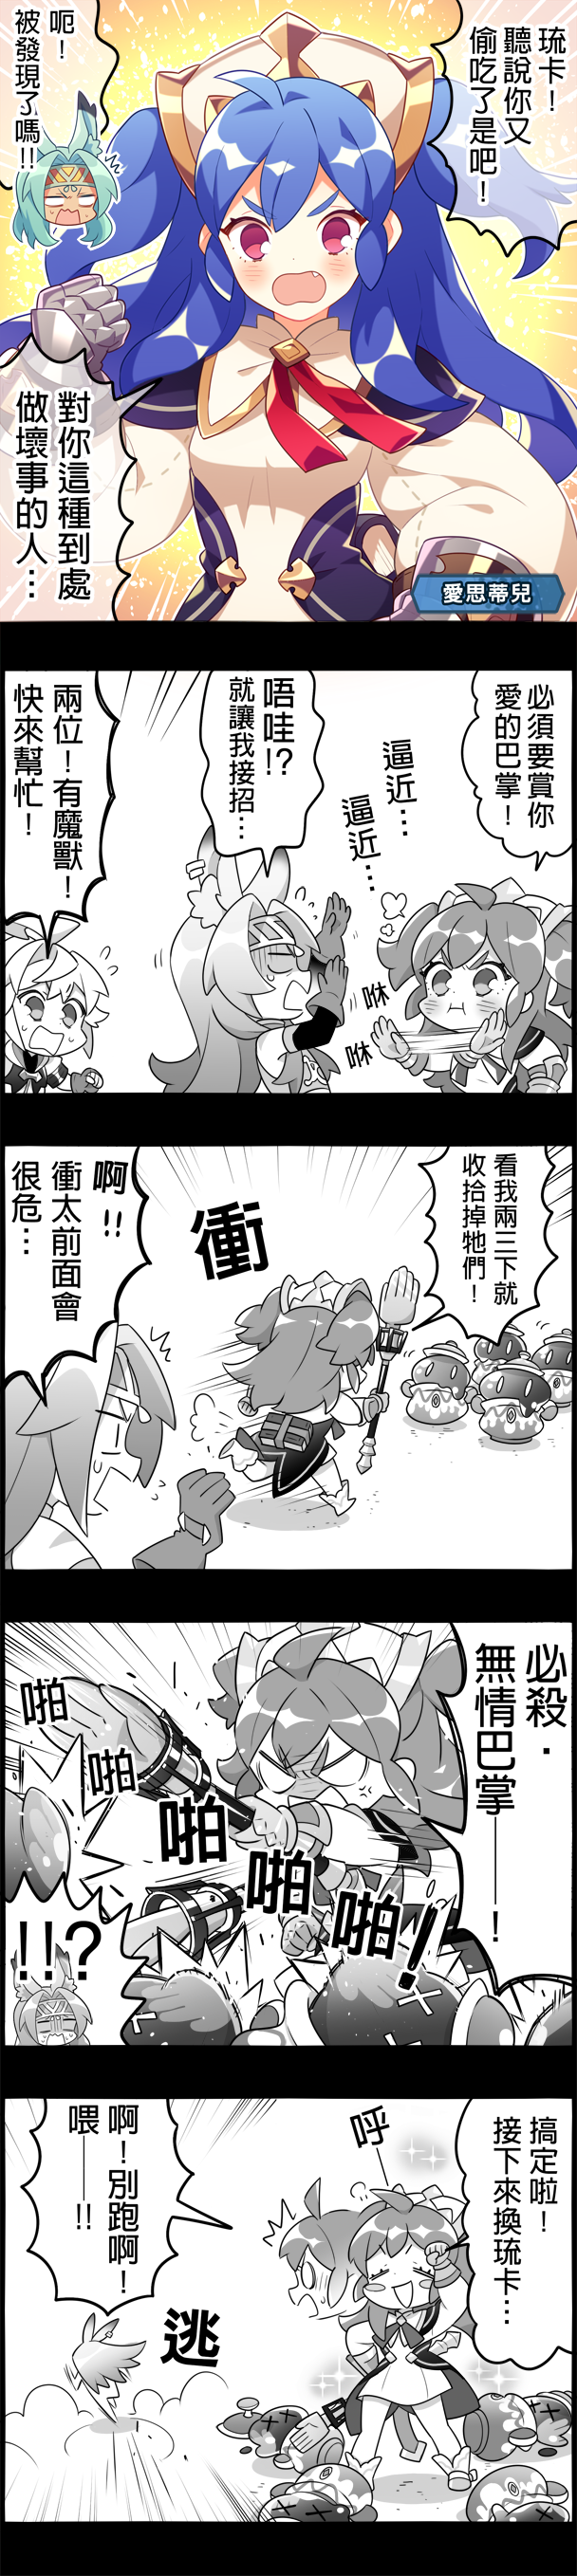 琉卡！
聽說你又
偷吃了是吧！
呃！
被發現了嗎!!
對你這種到處
做壞事的人…
愛思蒂兒
必須要賞你
愛的巴掌！
逼近…
逼近…
咻
咻
唔哇!?
就讓我接招…
兩位！有魔獸！
快來幫忙！
看我兩三下就
收拾掉牠們！
衝
啊!!
衝太前面會
很危…
必殺．
無情巴掌——！
啪
啪
啪
啪
啪！
!!?
搞定啦！
接下來換琉卡…
呼—
啊！別跑啊！
喂——!!
逃